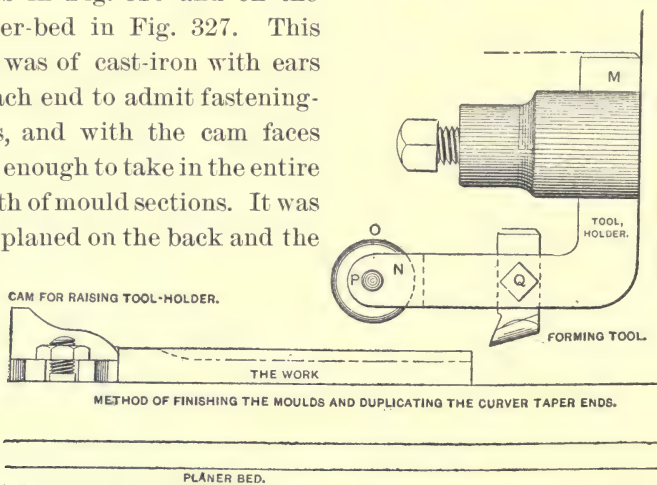 er-bed in Fig. 327. This
was of cast-iron with ears
ach end to admit fastening-
s, and with the cam faces
enough to take in the entire
th of mould sections. It was
planed on the back and the
M
TOOL,
HOLDER.
O
P
N
Q
FORMING TOOL.
CAM FOR RAISING TOOL-HOLDER.
THE WORK
METHOD OF FINISHING THE MOULDS AND DUPLICATING THE CURVER TAPER ENDS.
PLANER BED.